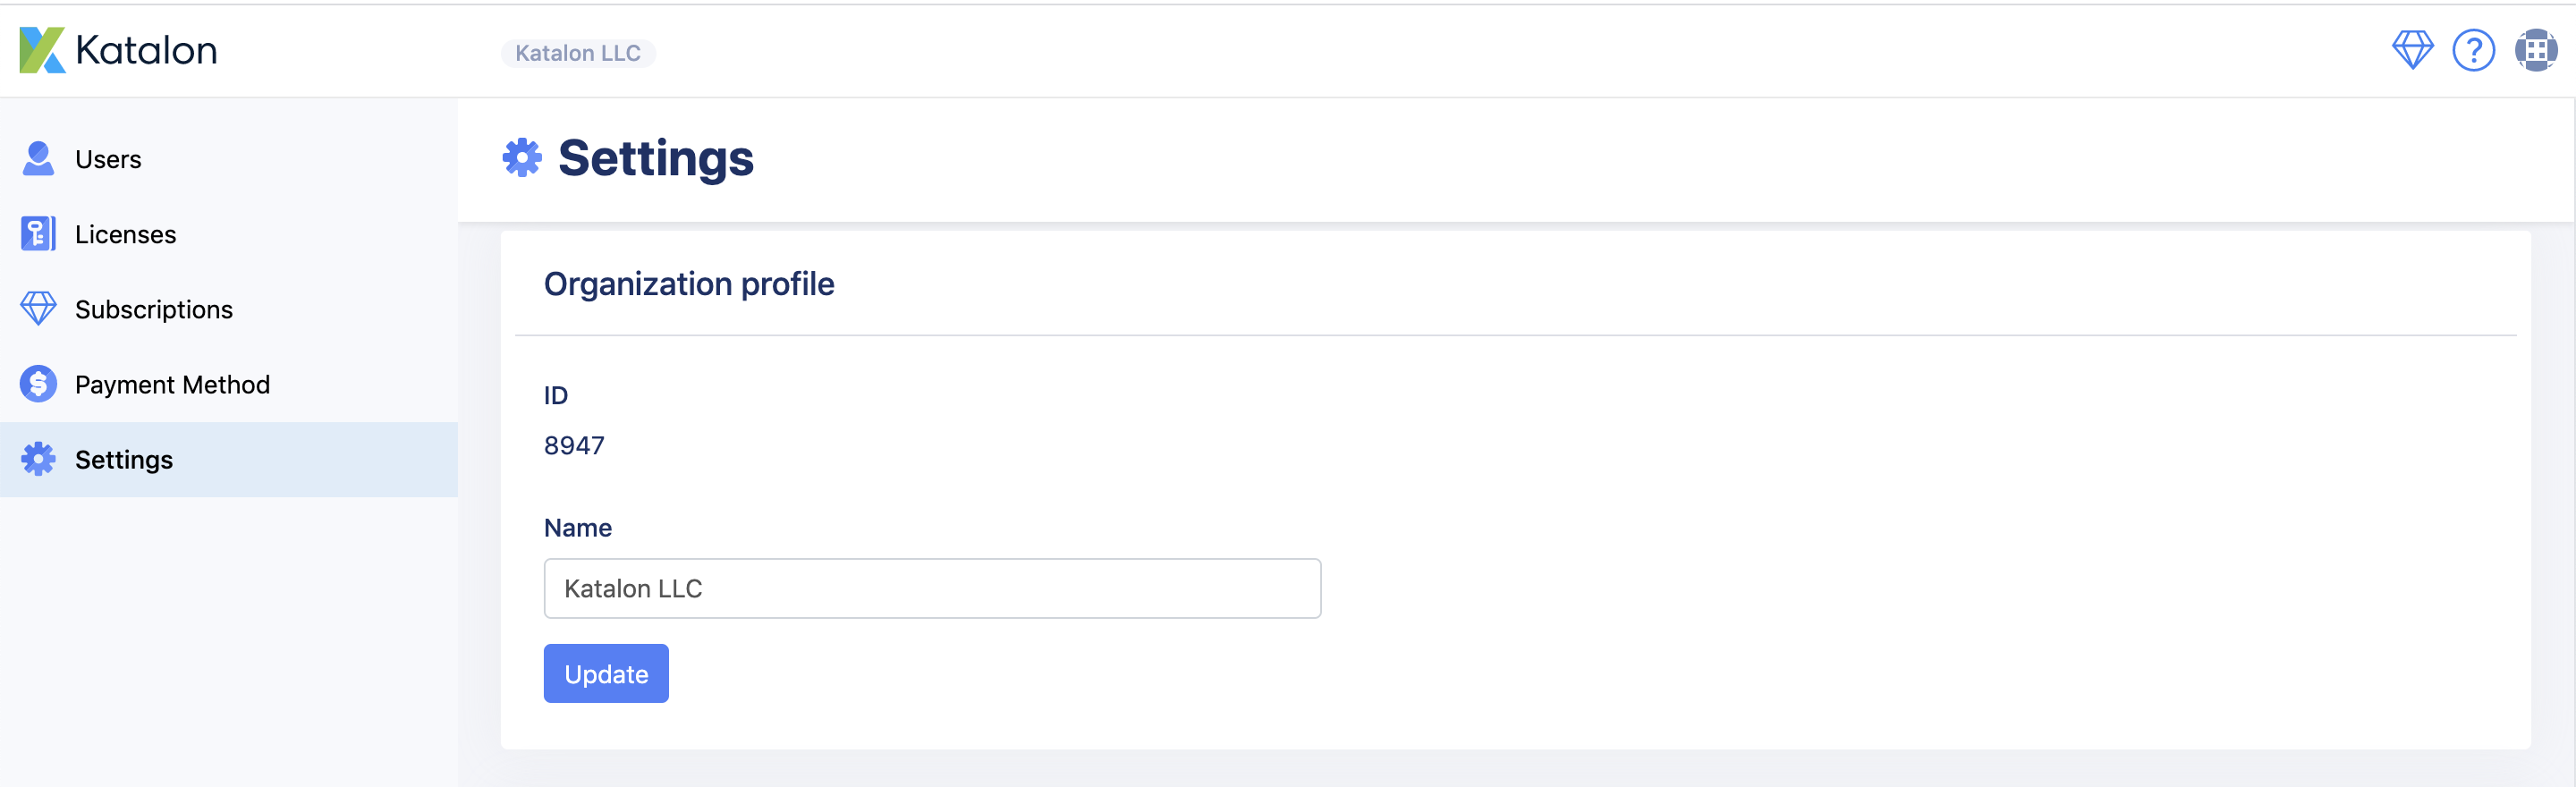 Katalon
Katalon LLC
?
Users
Licenses
Subscriptions
Payment Method
Settings
Settings
Organization profile
ID
8947
Name
Katalon LLC
Update